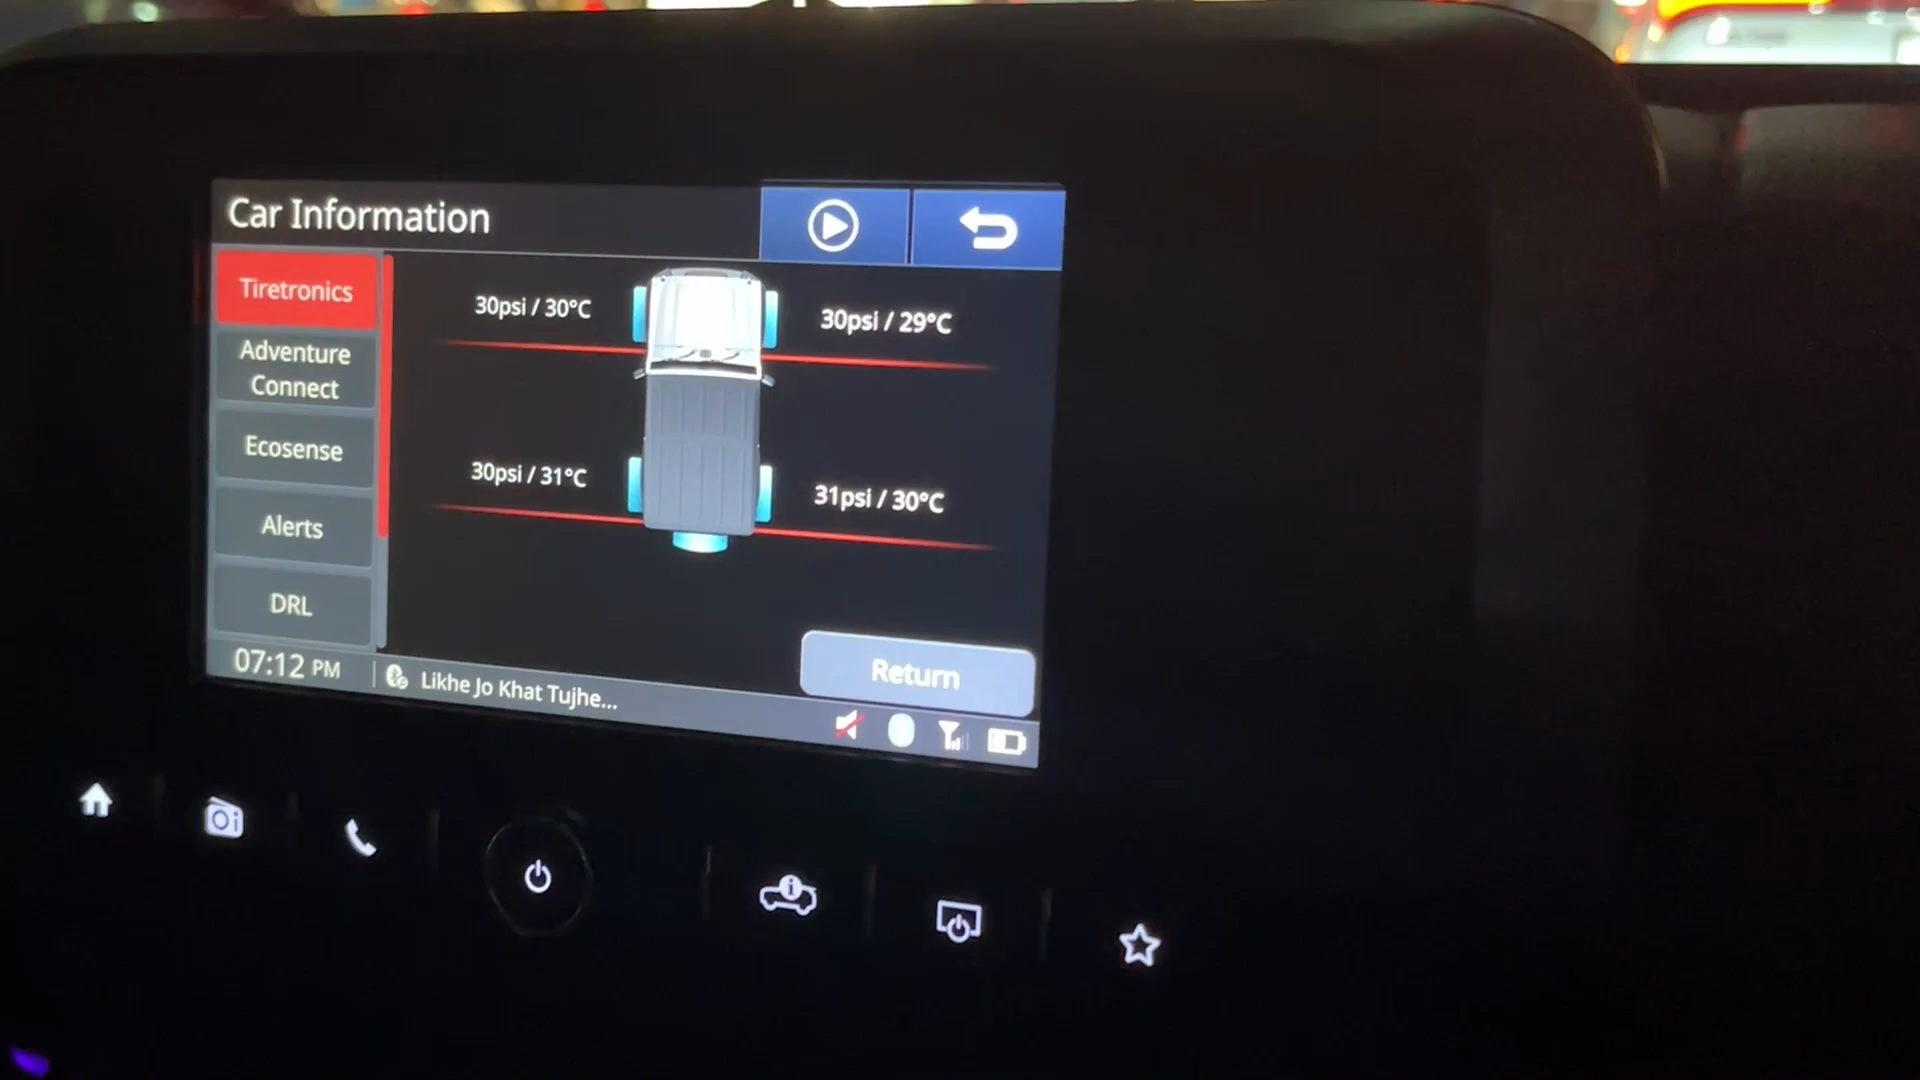 Car Information
Tiretronics
Adventure
Connect
Ecosense
Alerts
DRL
30psi / 30°C
30psi / 29°C
30psi / 31°C
31psi / 30°C
Return
07:12 PM
Likhe Jo Khat Tujhe...